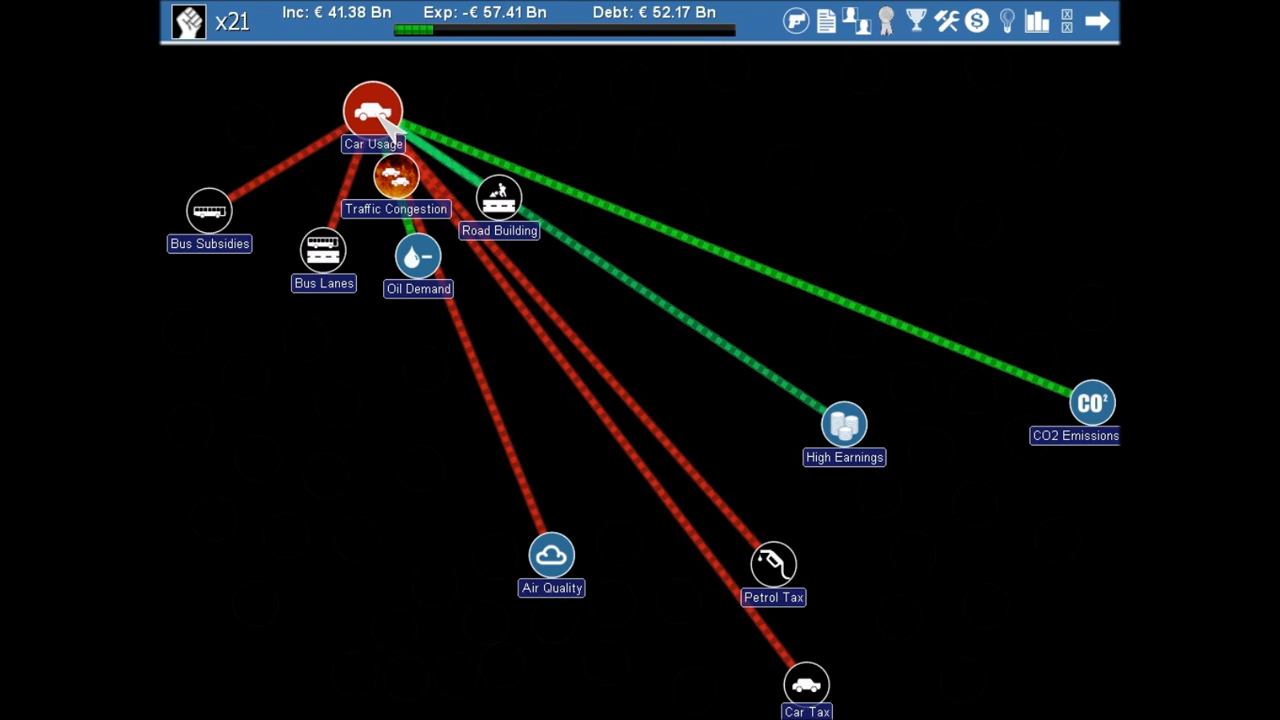 x21
Inc: € 41.38 Bn
Exp: -€ 57.41 Bn
Debt: € 52.17 Bn
Car Usage
Traffic Congestion
Road Building
Bus Subsidies
Bus Lanes
Oil Demand
CO²
CO2 Emissions
High Earnings
Air Quality
Petrol Tax
Car Tax